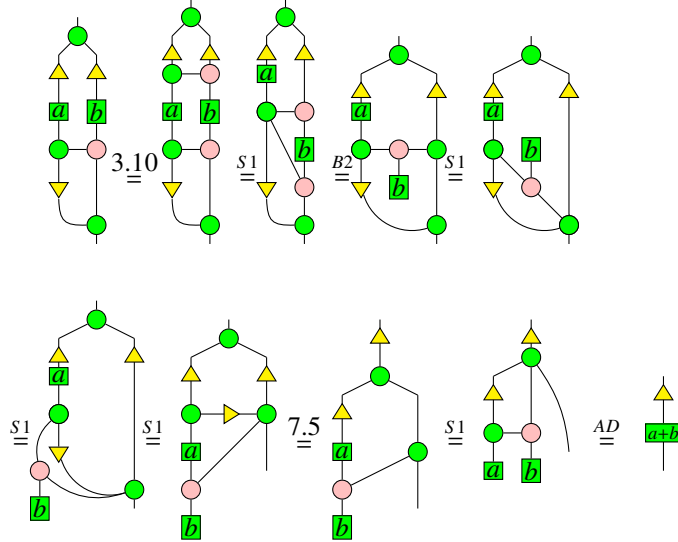 a b 3.10 = a b S1 = a b B2 = a b S1 = a b
S1 = a b S1 = a b 7.5 = a b S1 = a b AD = a+b